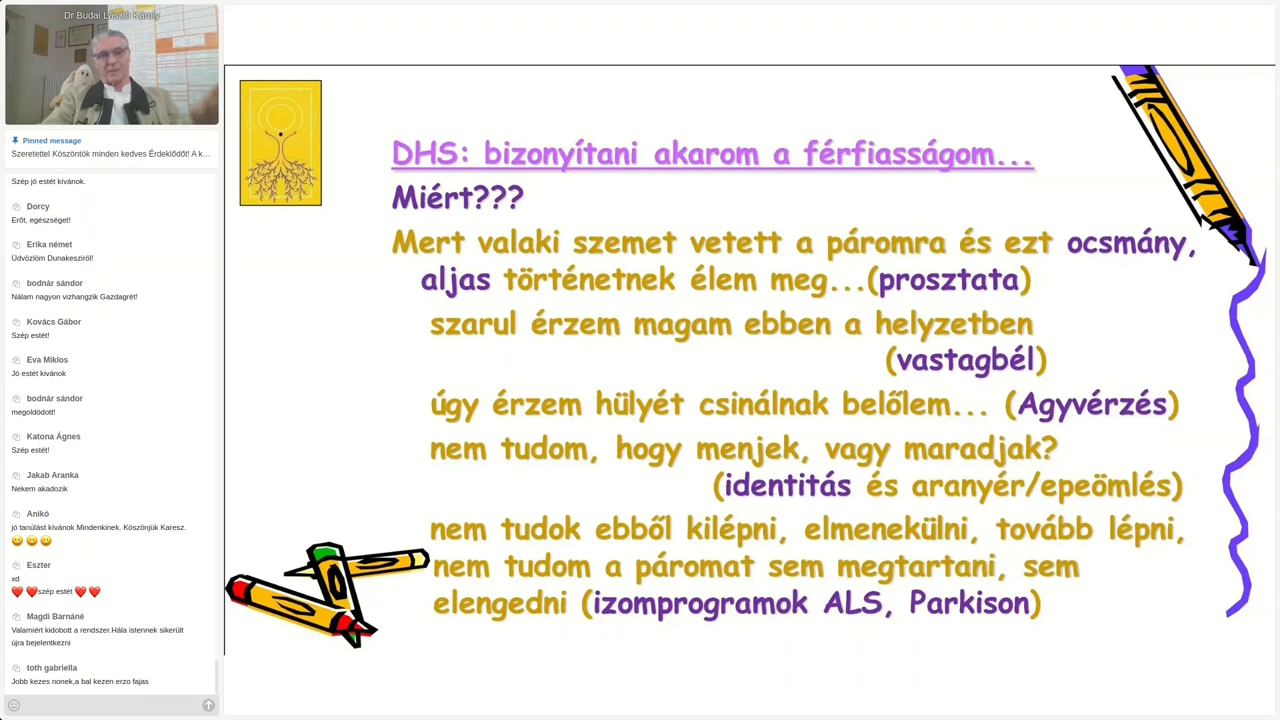 Dr Budai László Károly
Pinned message
Szeretettel Köszöntök minden kedves Érdeklődőt! A k...
Szép jó estét kívánok.
Dorcy
Erőt, egészséget!
Erika német
Üdvözlöm Dunakesziröl!
bodnár sándor
Nálam nagyon vizhangzik Gazdagrét!
Kovács Gábor
Szép estét!
Eva Miklos
Jó estét kivánok
bodnár sándor
megoldódott!
Katona Ágnes
Szép estét!
Jakab Aranka
Nekem akadozik
Anikó
jó tanúlást kívánok Mindenkinek. Köszönjük Karesz.
😀 😀 😀
Eszter
xd
❤️ ❤️szép estét ❤️ ❤️
Magdi Barnáné
Valamiért kidobott a rendszer.Hála istennek sikerült
újra bejelentkezni
toth gabriella
Jobb kezes nonek,a bal kezen erzo fajas
DHS: bizonyítani akarom a férfiasságom...
Miért???
Mert valaki szemet vetett a páromra és ezt ocsmány,
aljas történetnek élem meg...(prosztata)
szarul érzem magam ebben a helyzetben
(vastagbél)
úgy érzem hülyét csinálnak belőlem... (Agyvérzés)
nem tudom, hogy menjek, vagy maradjak?
(identitás és aranyér/epeömlés)
nem tudok ebből kilépni, elmenekülni, tovább lépni,
nem tudom a páromat sem megtartani, sem
elengedni (izomprogramok ALS, Parkison)